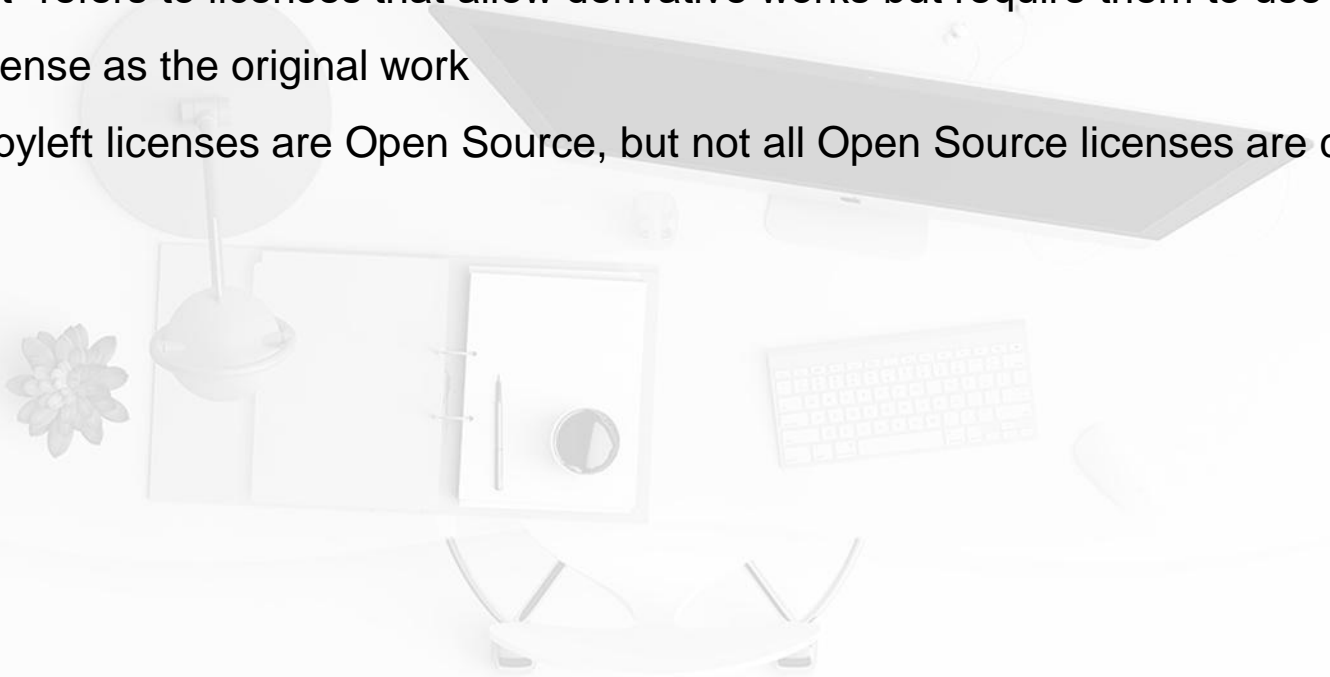 refers to licenses that allow derivative works but require them to use
ense as the original work
pyleft licenses are Open Source, but not all Open Source licenses are